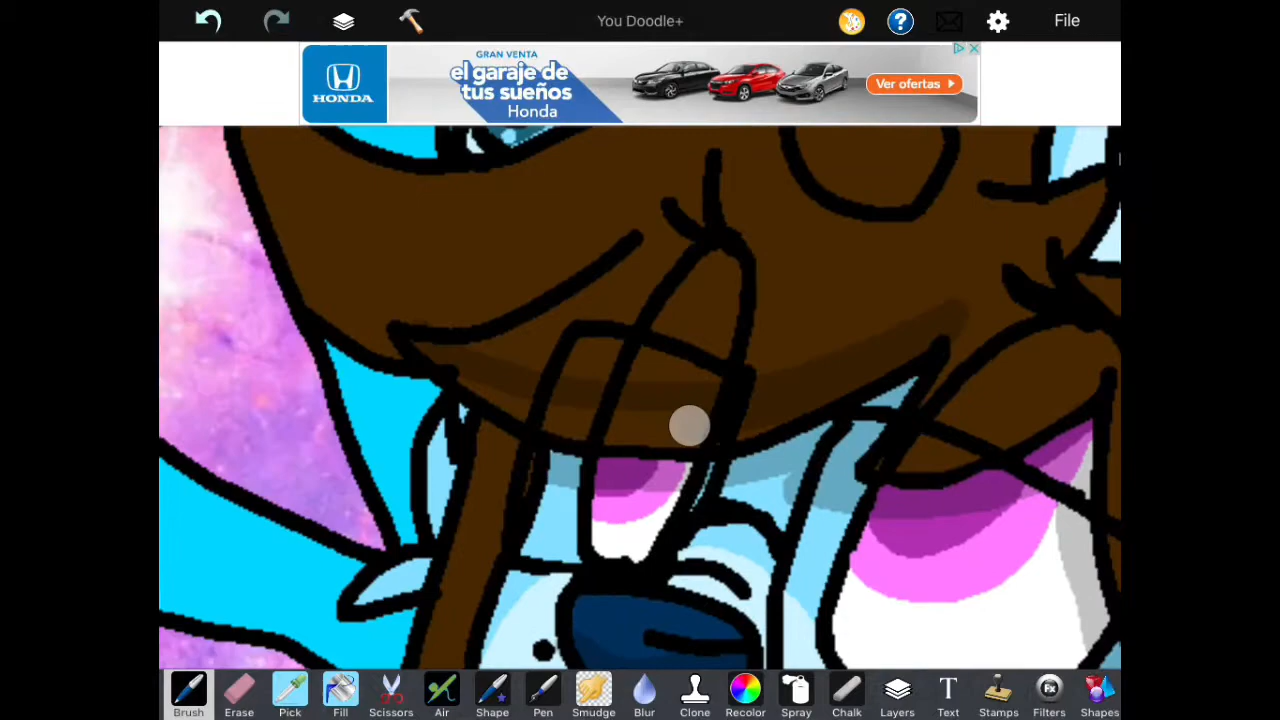 You Doodle+
File
GRAN VENTA
el garaje de
tus sueños
Honda
HONDA
Ver ofertas
Brush
Erase
Pick
Fill
Scissors
Air
Shape
Pen
Smudge
Blur
Clone
Recolor
Spray
Chalk
Layers
T
Text
Stamps
Fx
Filters
Shapes